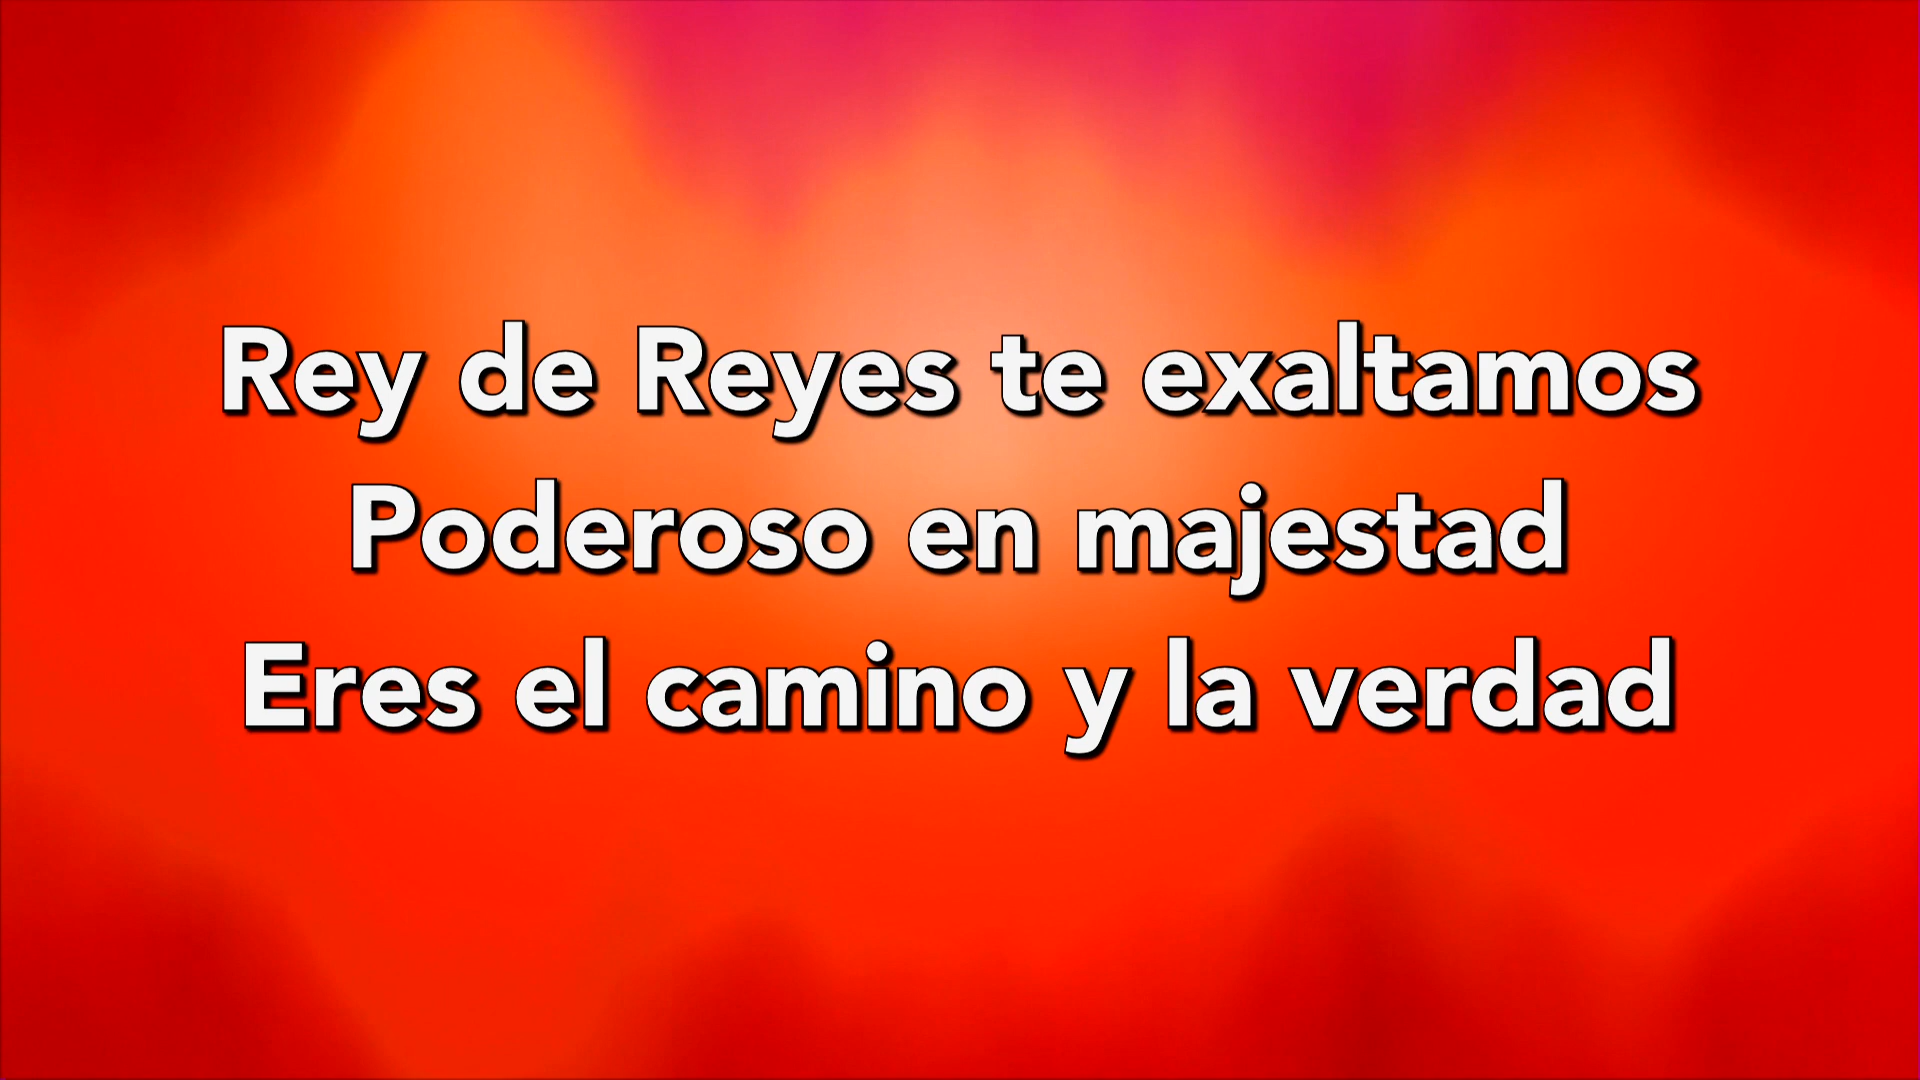 Rey de Reyes te exaltamos
Poderoso en majestad
Eres el camino y la verdad